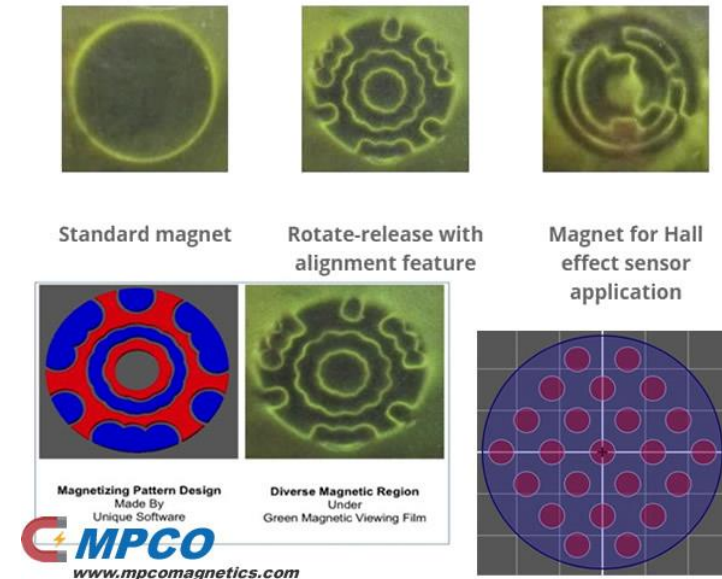 Standard magnet
Rotate-release with
alignment feature
Magnet for Hall
effect sensor
application
Magnetizing Pattern Design
Made By
Unique Software
Diverse Magnetic Region
Under
Green Magnetic Viewing Film
MPCO
www.mpcomagnetics.com